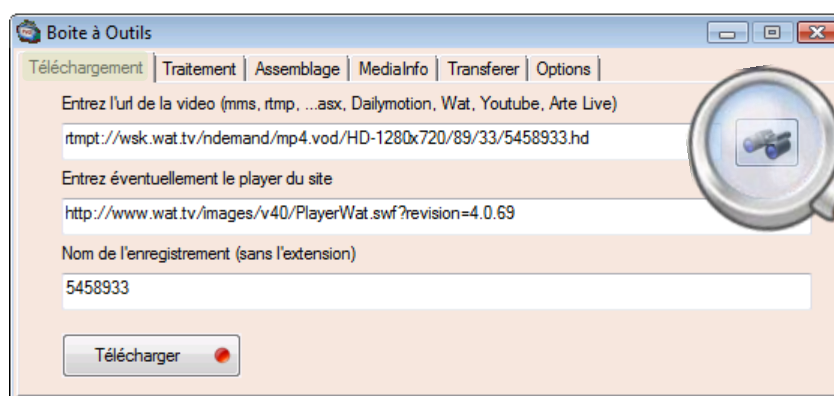 Boite à Outils
Téléchargement Traitement Assemblage MediaInfo Transferer Options
Entrez l'url de la video (mms, rtmp, ...asx, Dailymotion, Wat, Youtube, Arte Live)
rtmpt://wsk.wat.tv/ndemand/mp4.vod/HD-1280x720/89/33/5458933.hd
Entrez éventuellement le player du site
http://www.wat.tv/images/v40/PlayerWat.swf?revision=4.0.69
Nom de l'enregistrement (sans l'extension)
5458933
Télécharger